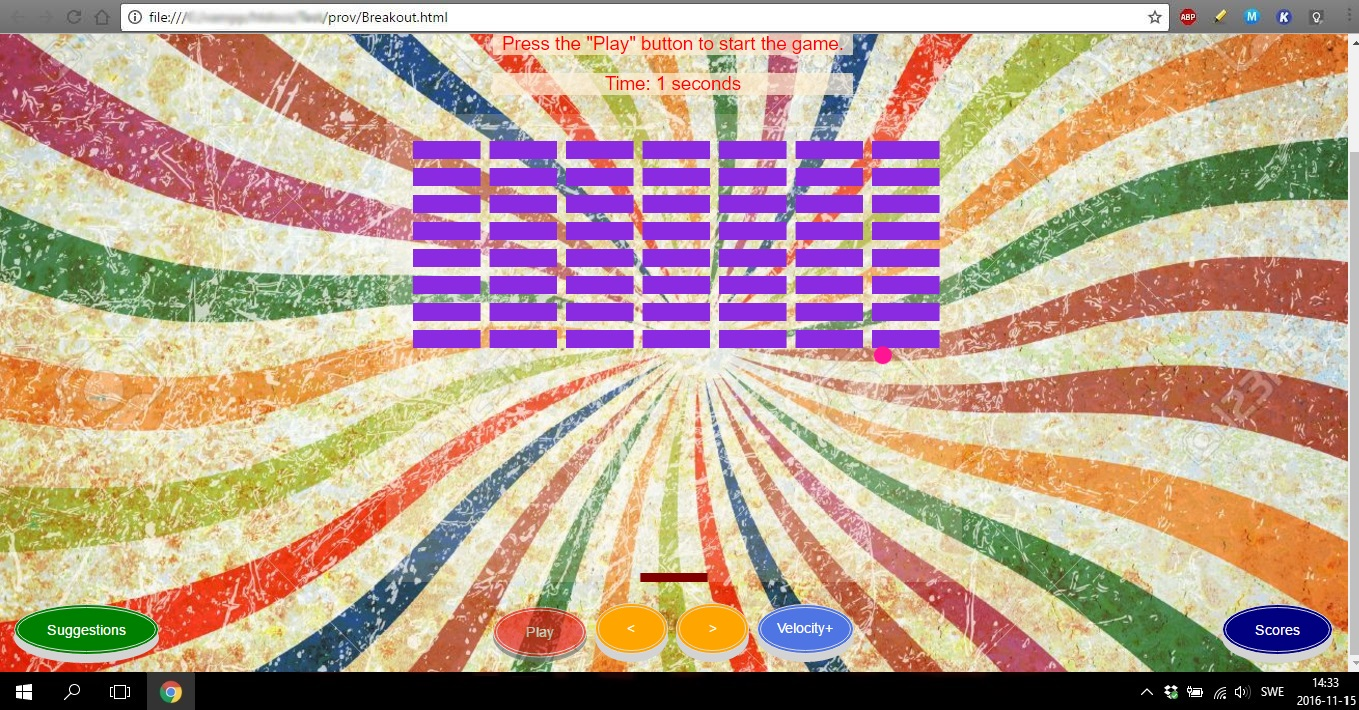 file:///
/prov/Breakout.html
ABP
M
K
Press the "Play" button to start the game.
Time: 1 seconds
Suggestions
Play
<
>
Velocity+
Scores
SWE
14:33
2016-11-15